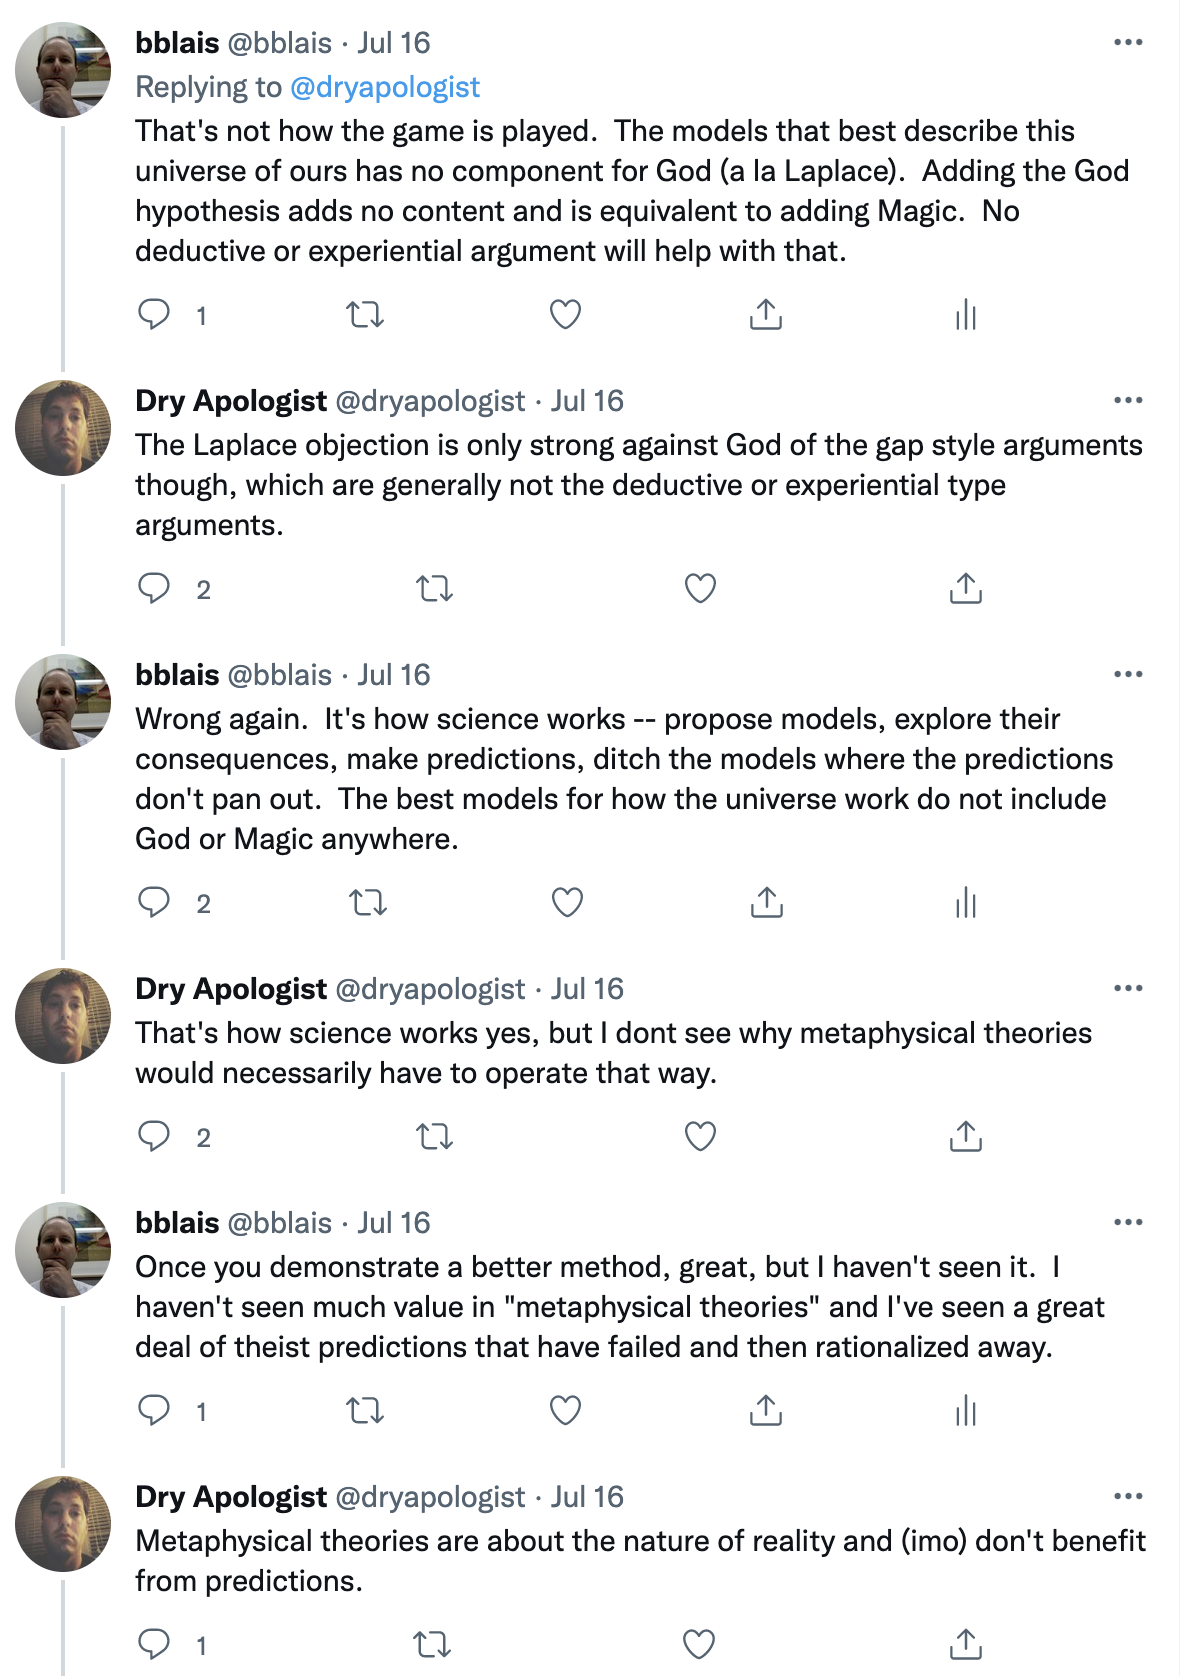 bblais @bblais · Jul 16
Replying to @dryapologist
That's not how the game is played.  The models that best describe this
universe of ours has no component for God (a la Laplace).  Adding the God
hypothesis adds no content and is equivalent to adding Magic.  No
deductive or experiential argument will help with that.
1
Dry Apologist @dryapologist · Jul 16
The Laplace objection is only strong against God of the gap style arguments
though, which are generally not the deductive or experiential type
arguments.
2
bblais @bblais · Jul 16
Wrong again.  It's how science works -- propose models, explore their
consequences, make predictions, ditch the models where the predictions
don't pan out.  The best models for how the universe work do not include
God or Magic anywhere.
2
Dry Apologist @dryapologist · Jul 16
That's how science works yes, but I dont see why metaphysical theories
would necessarily have to operate that way.
2
bblais @bblais · Jul 16
Once you demonstrate a better method, great, but I haven't seen it.  I
haven't seen much value in "metaphysical theories" and I've seen a great
deal of theist predictions that have failed and then rationalized away.
1
Dry Apologist @dryapologist · Jul 16
Metaphysical theories are about the nature of reality and (imo) don't benefit
from predictions.
1